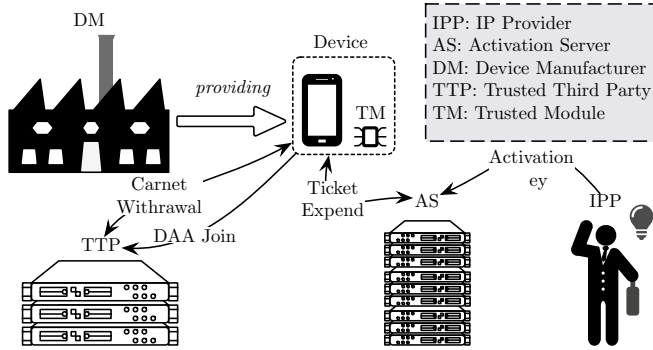 DM
IPP: IP Provider
AS: Activation Server
DM: Device Manufacturer
TTP: Trusted Third Party
TM: Trusted Module
Device
providing
TM
Activation
ey
Carnet
Withrawal
Ticket
Expend
AS
IPP
DAA Join
TTP